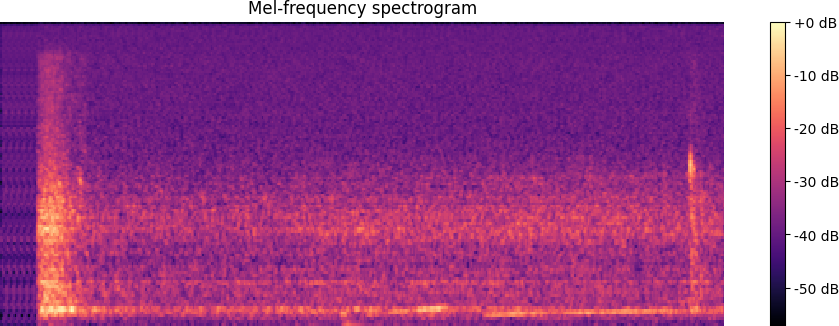 Mel-frequency spectrogram
+0 dB
-10 dB
-20 dB
-30 dB
-40 dB
-50 dB